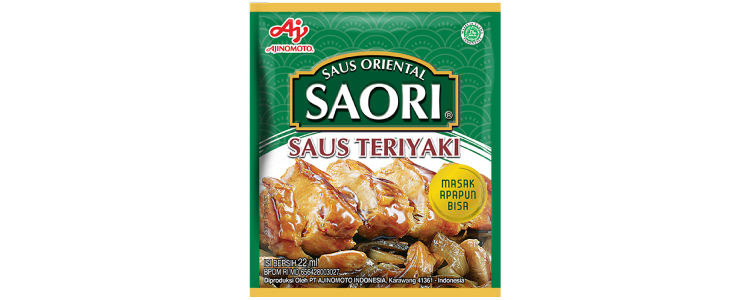 Aj
AJINOMOTO®
SAUS ORIENTAL
SAORI®
SAUS TERIYAKI
MASAK
APAPUN
BISA
ISI BERSIH 22 ml
BPOM RI MD 656428003027
Diproduksi Oleh PT AJINOMOTO INDONESIA, Karawang 41361 - Indonesia